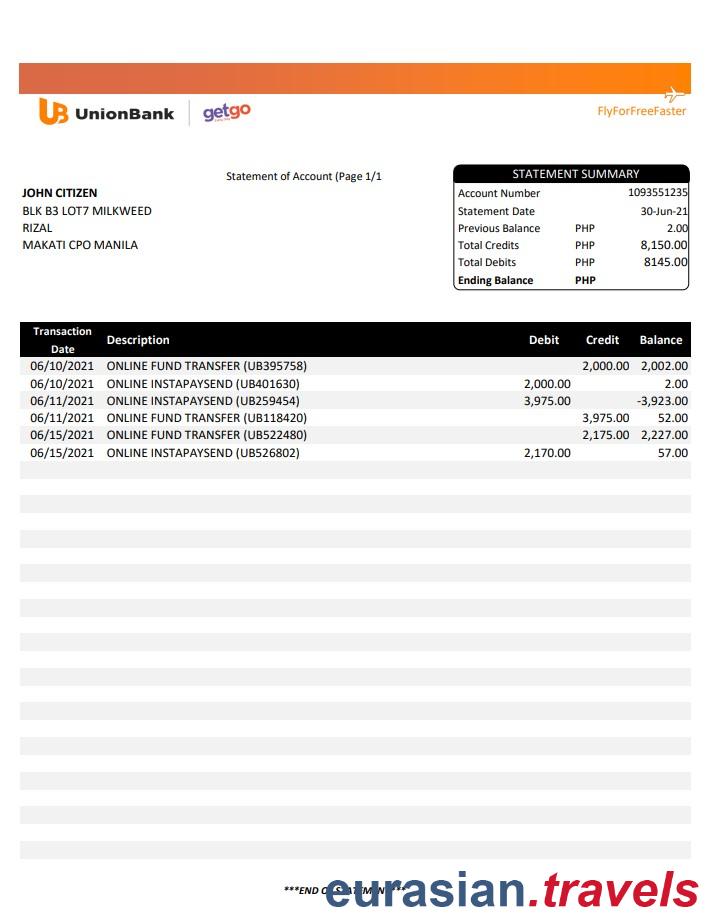 UB UnionBank | getgo
FlyForFreeFaster
Statement of Account (Page 1/1
JOHN CITIZEN
BLK B3 LOT7 MILKWEED
RIZAL
MAKATI CPO MANILA
STATEMENT SUMMARY
Account Number 1093551235
Statement Date 30-Jun-21
Previous Balance PHP 2.00
Total Credits PHP 8,150.00
Total Debits PHP 8145.00
Ending Balance PHP
Transaction Date Description Debit Credit Balance
06/10/2021 ONLINE FUND TRANSFER (UB395758) 2,000.00 2,002.00
06/10/2021 ONLINE INSTAPAYSEND (UB401630) 2,000.00 2.00
06/11/2021 ONLINE INSTAPAYSEND (UB259454) 3,975.00 -3,923.00
06/11/2021 ONLINE FUND TRANSFER (UB118420) 3,975.00 52.00
06/15/2021 ONLINE FUND TRANSFER (UB522480) 2,175.00 2,227.00
06/15/2021 ONLINE INSTAPAYSEND (UB526802) 2,170.00 57.00
***END OF STATEMENT***
eurasian.travels